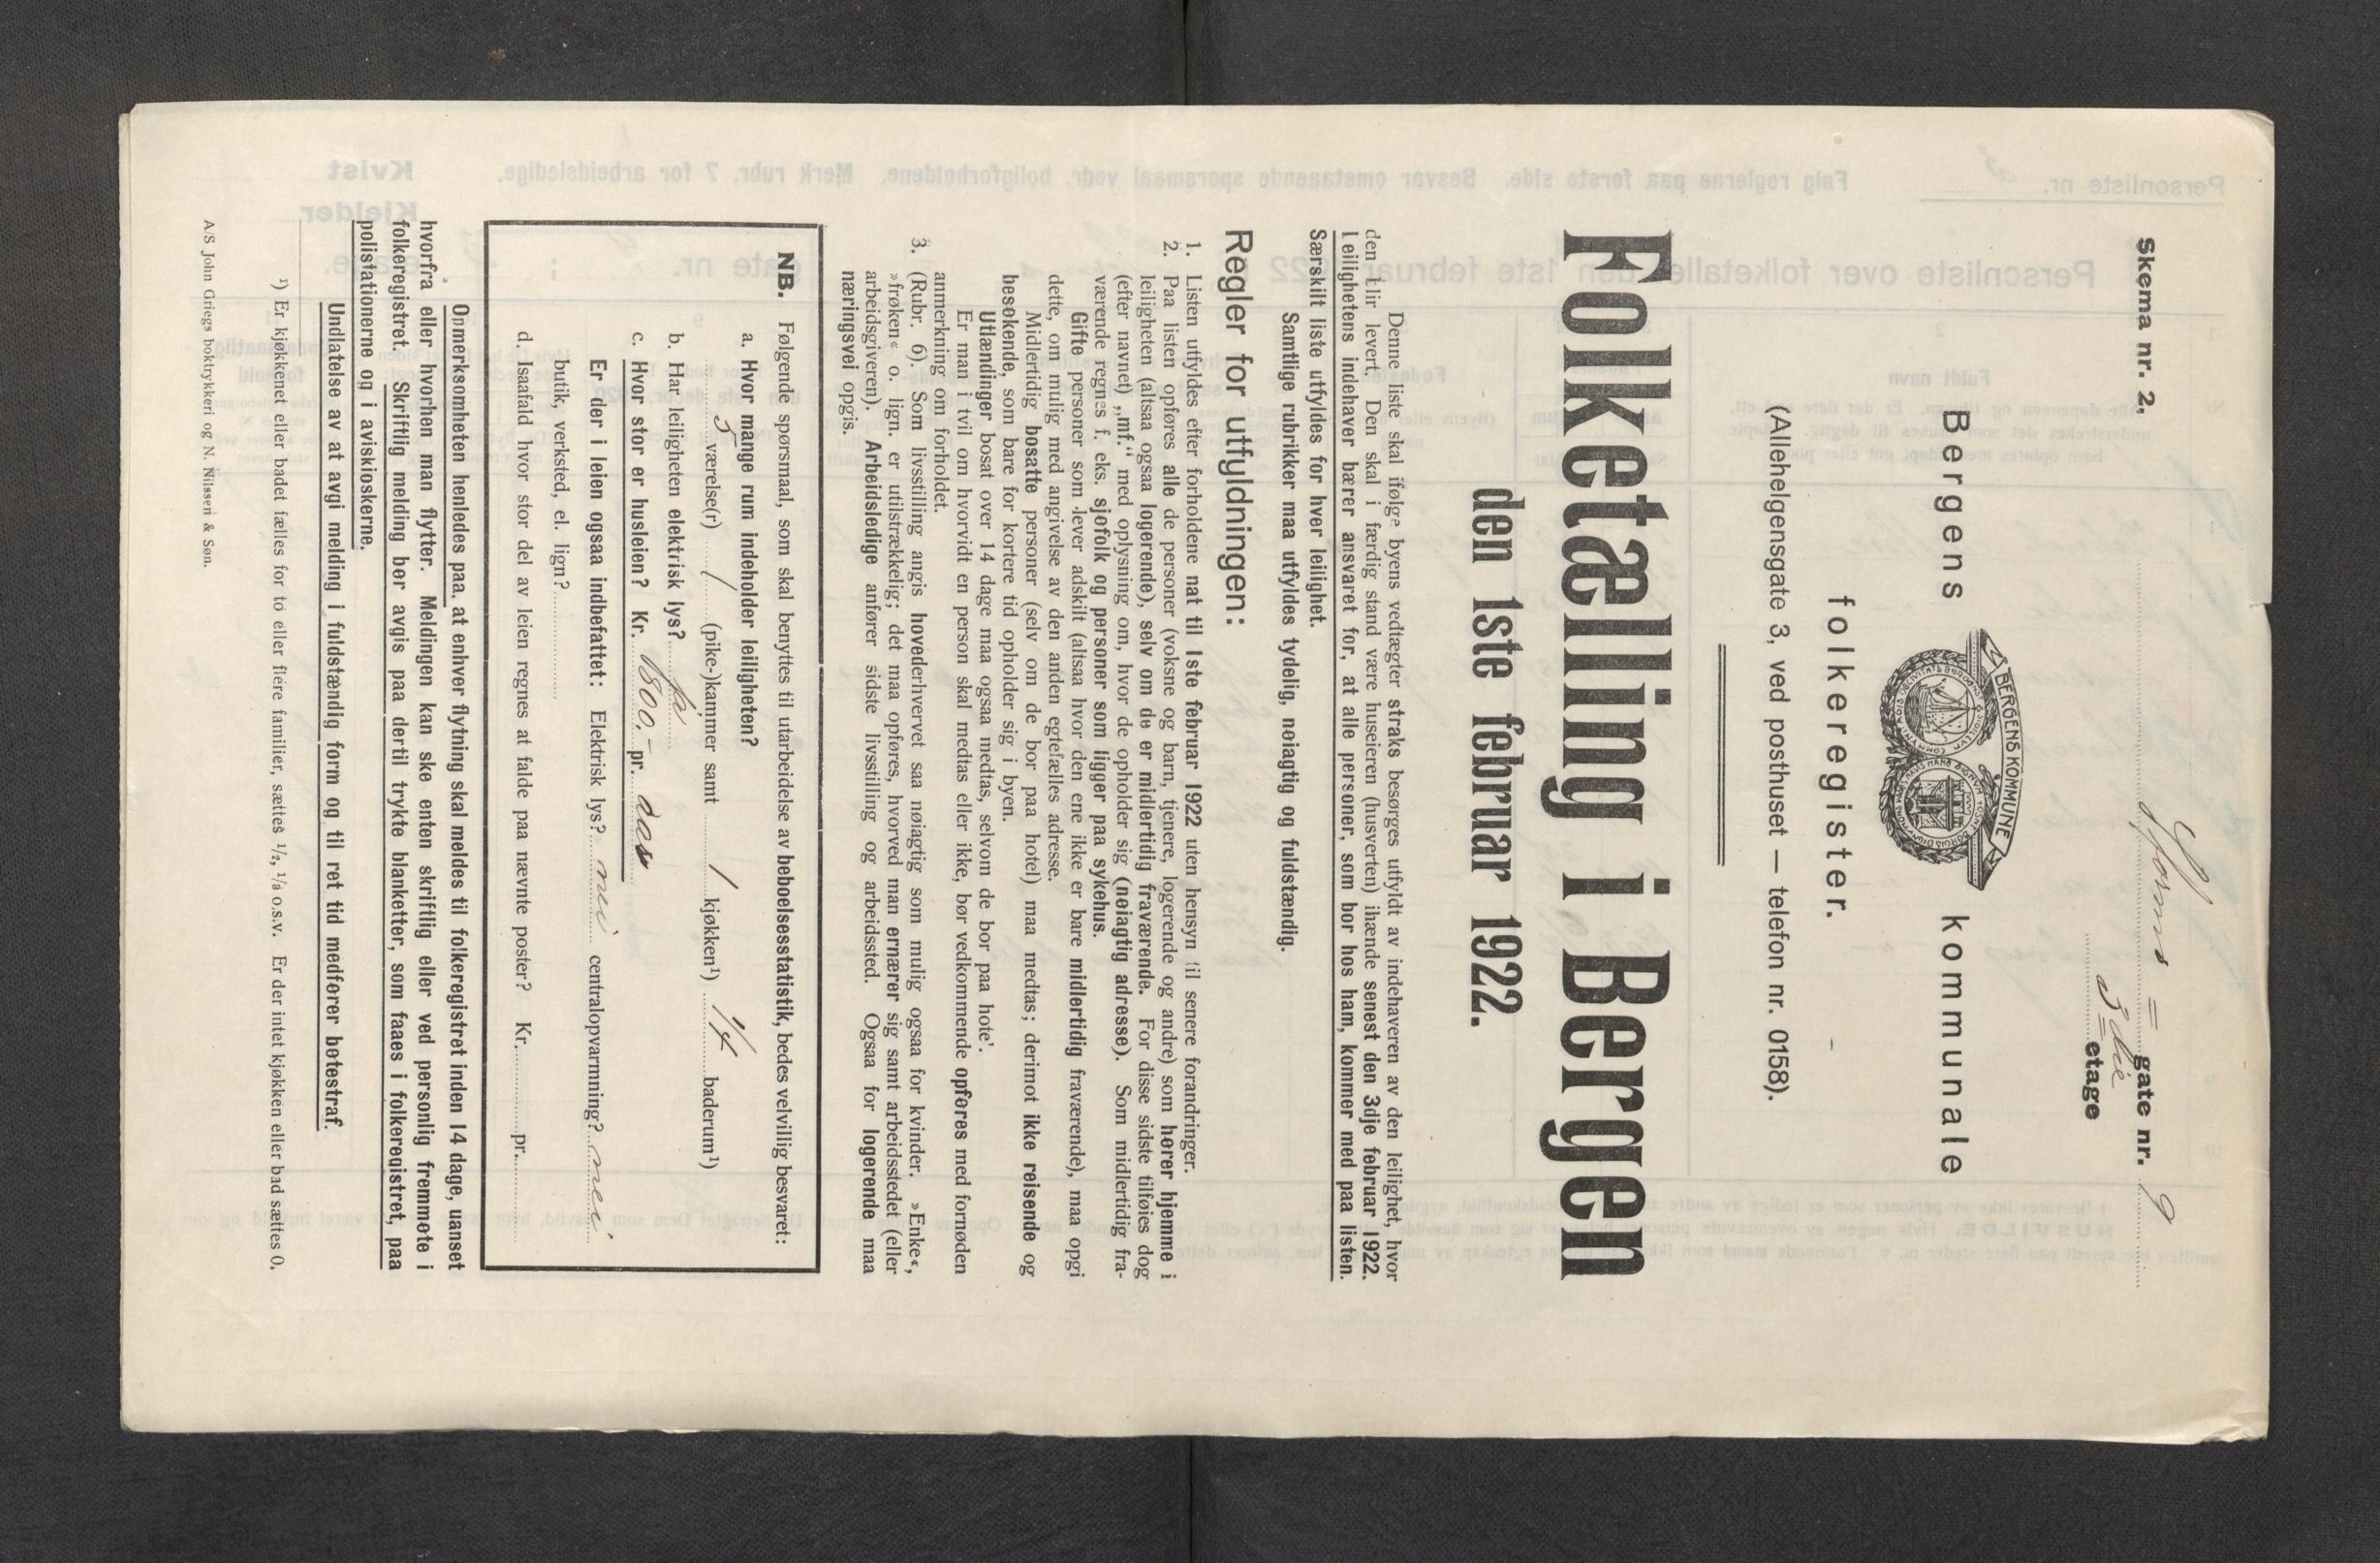 Skema nr. 2,
gate nr. 9
3die etage
BERGENS KOMMUNE
Bergens kommunale
folkeregister.
(Allehelgensgate 3, ved posthuset — telefon nr. 0158).
Folketælling i Bergen
den 1ste februar 1922.
Denne liste skal ifølge byens vedtægter straks besørges utfyldt av indehaveren av den leilighet, hvor
den blir levert. Den skal i færdig stand være huseieren (husverten) ihænde senest den 3dje februar 1922.
Leilighetens indehaver bærer ansvaret for, at alle personer, som bor hos ham, kommer med paa listen.
Særskilt liste utfyldes for hver leilighet.
Samtlige rubrikker maa utfyldes tydelig, nøiagtig og fuldstændig.
Regler for utfyldningen:
1. Listen utfyldes efter forholdene nat til 1ste februar 1922 uten hensyn til senere forandringer.
2. Paa listen opføres alle de personer (voksne og barn, tjenere, logerende og andre) som hører hjemme i
leiligheten (altsaa ogsaa logerende), selv om de er midlertidig fraværende. For disse sidste tilføies dog
(efter navnet) „mf.“ med oplysning om, hvor de opholder sig (nøiagtig adresse). Som midlertidig fra-
værende regnes f. eks. sjøfolk og personer som ligger paa sykehus.
Gifte personer som lever adskilt (altsaa hvor den ene ikke er bare midlertidig fraværende), maa opgi
dette, om mulig med angivelse av den anden egtefælles adresse.
Midlertidig bosatte personer (selv om de bor paa hotel) maa medtas; derimot ikke reisende og
besøkende, som bare for kortere tid opholder sig i byen.
Utlændinger bosat over 14 dage maa ogsaa medtas, selvom de bor paa hotel.
Er man i tvil om hvorvidt en person skal medtas eller ikke, bør vedkommende opføres med fornøden
anmerkning om forholdet.
3. (Rubr. 6). Som livsstilling angis hovederhvervet saa nøiagtig som mulig ogsaa for kvinder. »Enke«,
»frøken« o. lign. er utilstrækkelig; det maa opføres, hvorved man ernærer sig samt arbeidsstedet (eller
arbeidsgiveren). Arbeidsledige anfører sidste livsstilling og arbeidssted. Ogsaa for logerende maa
næringsvei opgis.
NB. Følgende spørsmaal, som skal benyttes til utarbeidelse av beboelsesstatistik, bedes velvillig besvaret:
a. Hvor mange rum indeholder leiligheten?
5 værelse(r) 1 (pike-)kammer samt 1 kjøkken¹) 1/4 baderum¹)
b. Har leiligheten elektrisk lys? ja
c. Hvor stor er husleien? Kr. 1800.- pr. aar
Er der i leien ogsaa indbefattet: Elektrisk lys? nei centralopvarmning? nei
butik, verksted, el. lign?
d. Isaafald hvor stor del av leien regnes at falde paa nævnte poster? Kr. pr.
Opmerksomheten henledes paa, at enhver flytning skal meldes til folkeregistret inden 14 dage, uanset
hvorfra eller hvorhen man flytter. Meldingen kan ske enten skriftlig eller ved personlig fremmøte i
folkeregistret. Skriftlig melding bør avgis paa dertil trykte blanketter, som faaes i folkeregistret, paa
polistationerne og i aviskioskerne.
Undlatelse av at avgi melding i fuldstændig form og til ret tid medfører bøtestraf.
¹) Er kjøkkenet eller badet fælles for to eller flere familier, sættes ¹/₂, ¹/₃ o.s.v. Er der intet kjøkken eller bad sættes 0.
A/S John Griegs boktrykkeri og N. Nilssen & Søn.